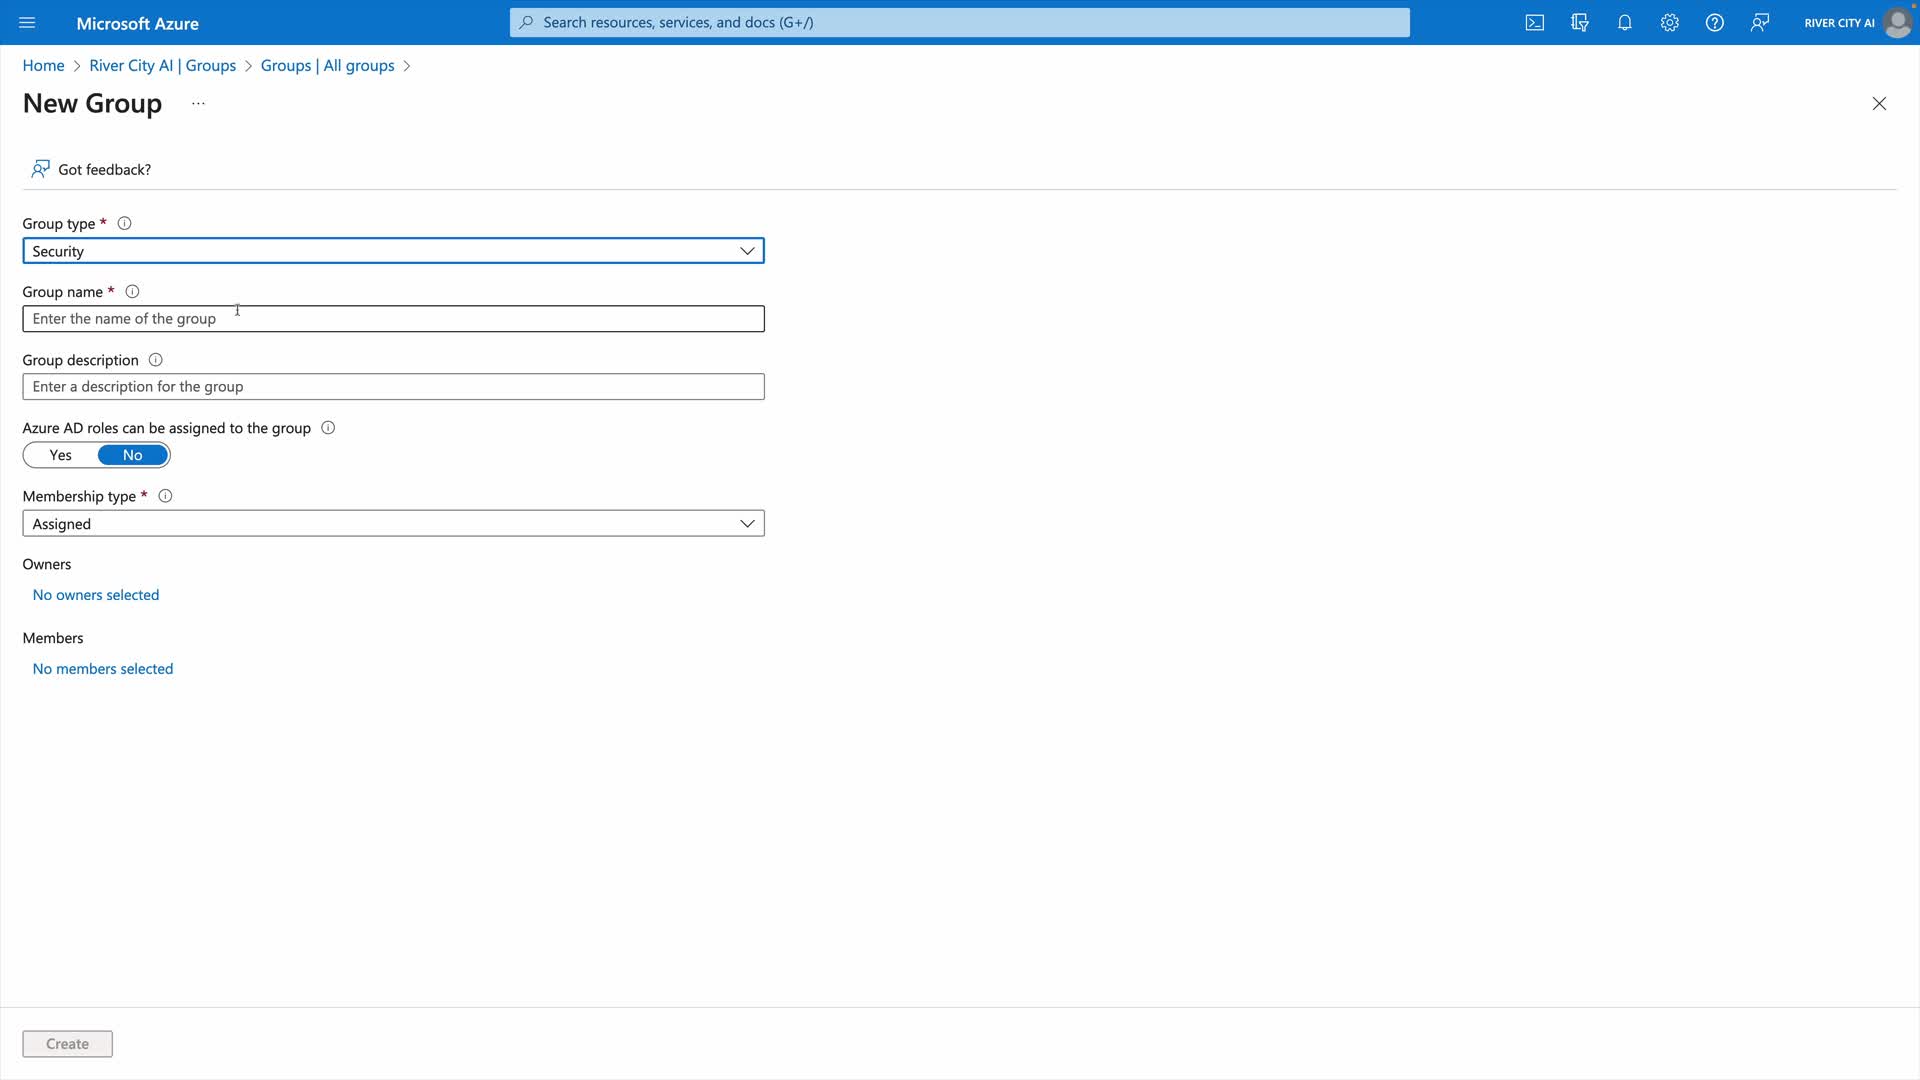 Microsoft Azure
Search resources, services, and docs (G+/)
RIVER CITY AI
Home > River City AI | Groups > Groups | All groups >
New Group ...
Got feedback?
Group type *
Security
Group name *
Enter the name of the group
Group description
Enter a description for the group
Azure AD roles can be assigned to the group
Yes No
Membership type *
Assigned
Owners
No owners selected
Members
No members selected
Create